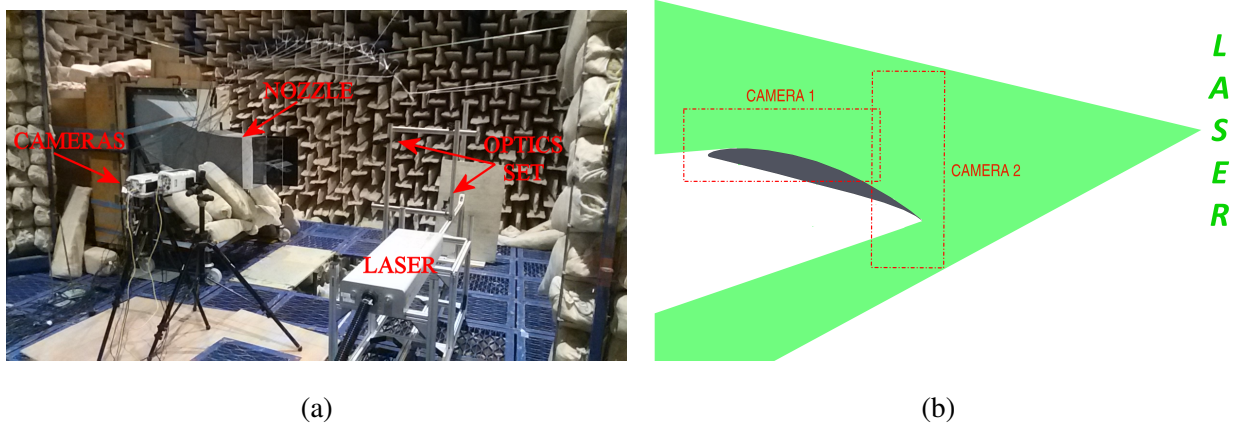 NOZZLE
CAMERAS
OPTICS
SET
LASER
(a)
CAMERA 1
CAMERA 2
L
A
S
E
R
(b)